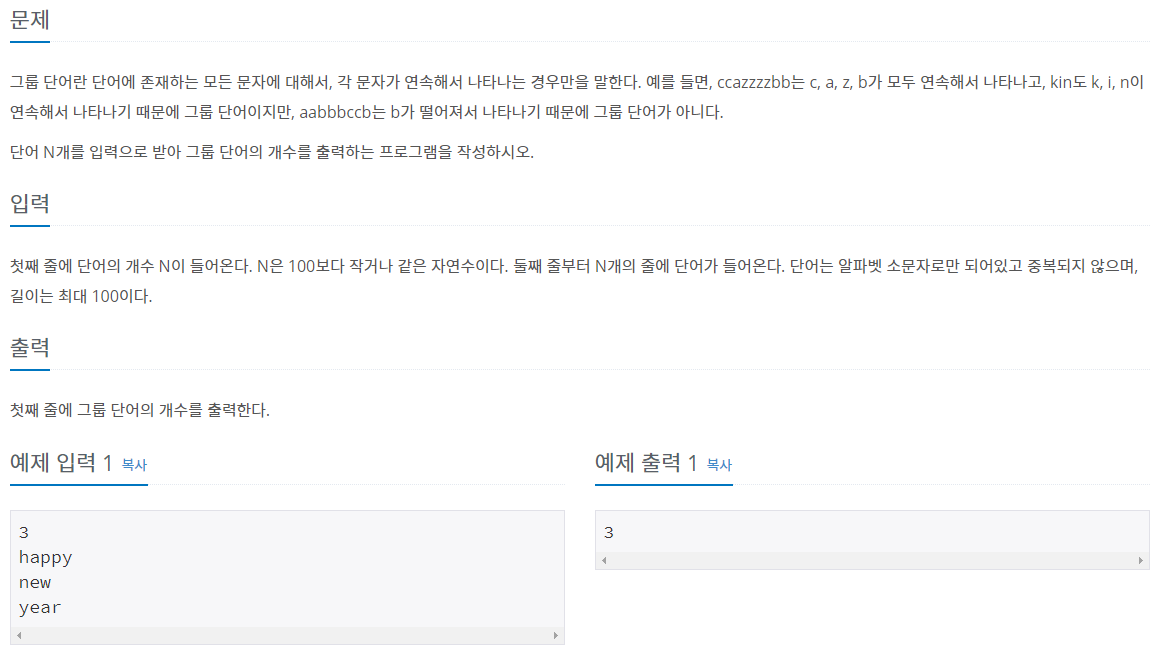 문제
그룹 단어란 단어에 존재하는 모든 문자에 대해서, 각 문자가 연속해서 나타나는 경우만을 말한다. 예를 들면, ccazzzzbb는 c, a, z, b가 모두 연속해서 나타나고, kin도 k, i, n이
연속해서 나타나기 때문에 그룹 단어이지만, aabbbccb는 b가 떨어져서 나타나기 때문에 그룹 단어가 아니다.
단어 N개를 입력으로 받아 그룹 단어의 개수를 출력하는 프로그램을 작성하시오.
입력
첫째 줄에 단어의 개수 N이 들어온다. N은 100보다 작거나 같은 자연수이다. 둘째 줄부터 N개의 줄에 단어가 들어온다. 단어는 알파벳 소문자로만 되어있고 중복되지 않으며,
길이는 최대 100이다.
출력
첫째 줄에 그룹 단어의 개수를 출력한다.
예제 입력 1 복사
3
happy
new
year
예제 출력 1 복사
3